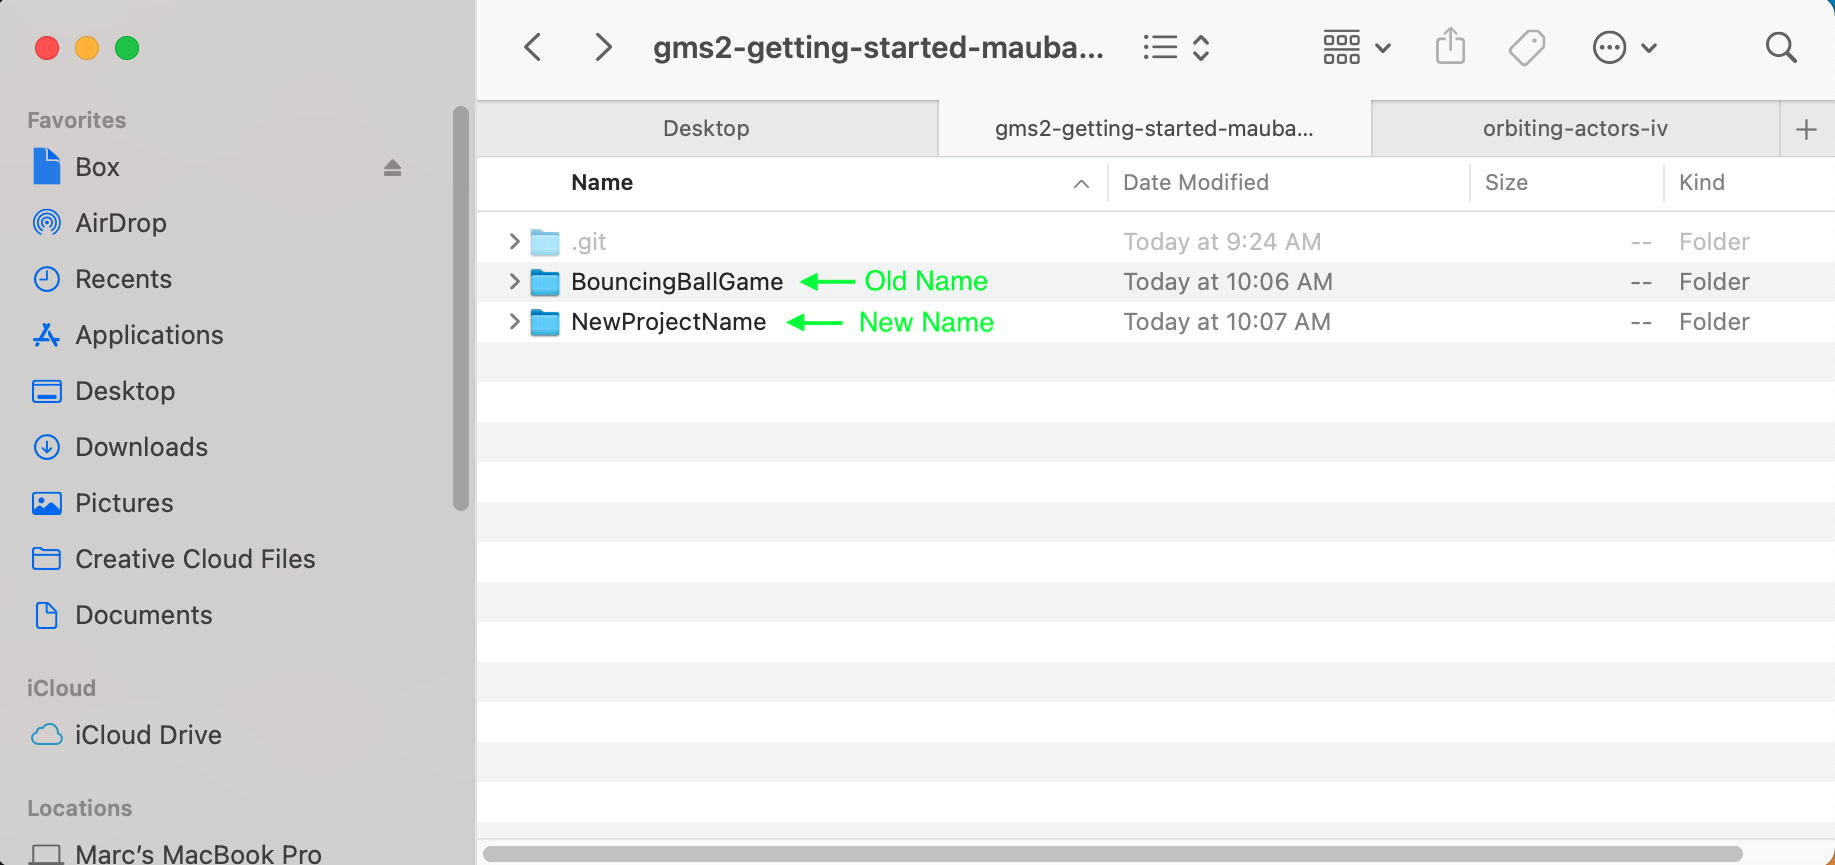 gms2-getting-started-mauba...
Favorites
Box
AirDrop
Recents
Applications
Desktop
Downloads
Pictures
Creative Cloud Files
Documents
iCloud
iCloud Drive
Locations
Marc’s MacBook Pro
Desktop gms2-getting-started-mauba... orbiting-actors-iv +
Name Date Modified Size Kind
.git Today at 9:24 AM -- Folder
BouncingBallGame Old Name Today at 10:06 AM -- Folder
NewProjectName New Name Today at 10:07 AM -- Folder